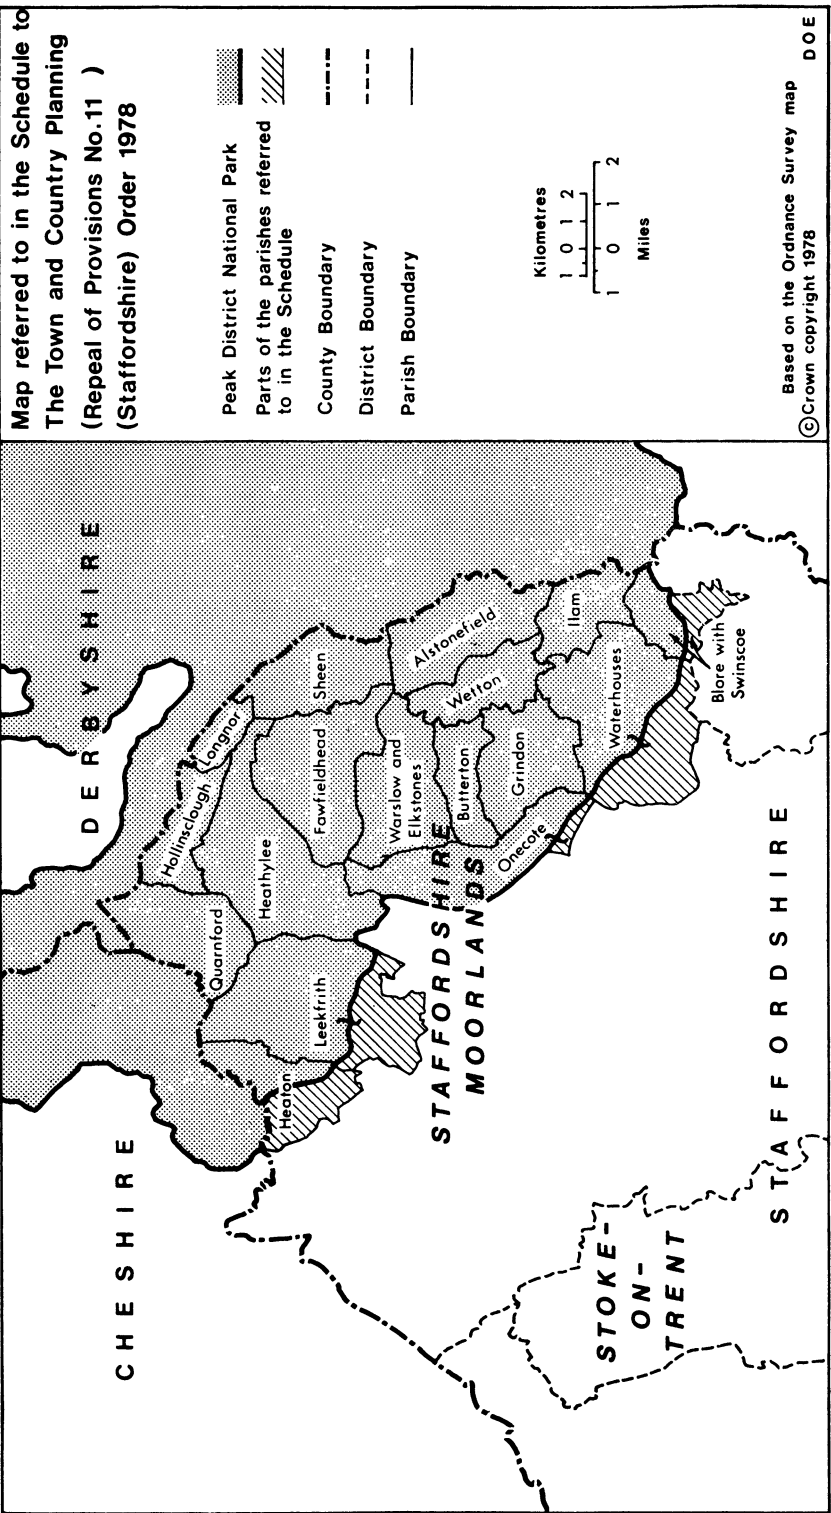 Map referred to in the Schedule to
The Town and Country Planning
(Repeal of Provisions No.11 )
(Staffordshire) Order 1978
Peak District National Park
Parts of the parishes referred
to in the Schedule
County Boundary
District Boundary
Parish Boundary
Kilometres
1 0 1 2
1 0 1 2
Miles
Based on the Ordnance Survey map
©Crown copyright 1978
DOE
CHESHIRE
DERBYSHIRE
Hollinsclough
Longnor
Quarnford
Heathylee
Fawfieldhead
Sheen
Heaton
Leekfrith
Warslow and
Elkstones
Alstonefield
Wetton
Butterton
Grindon
Onecote
Ilam
Waterhouses
Blore with
Swinscoe
STAFFORDSHIRE
MOORLANDS
STOKE-
ON-
TRENT
STAFFORDSHIRE